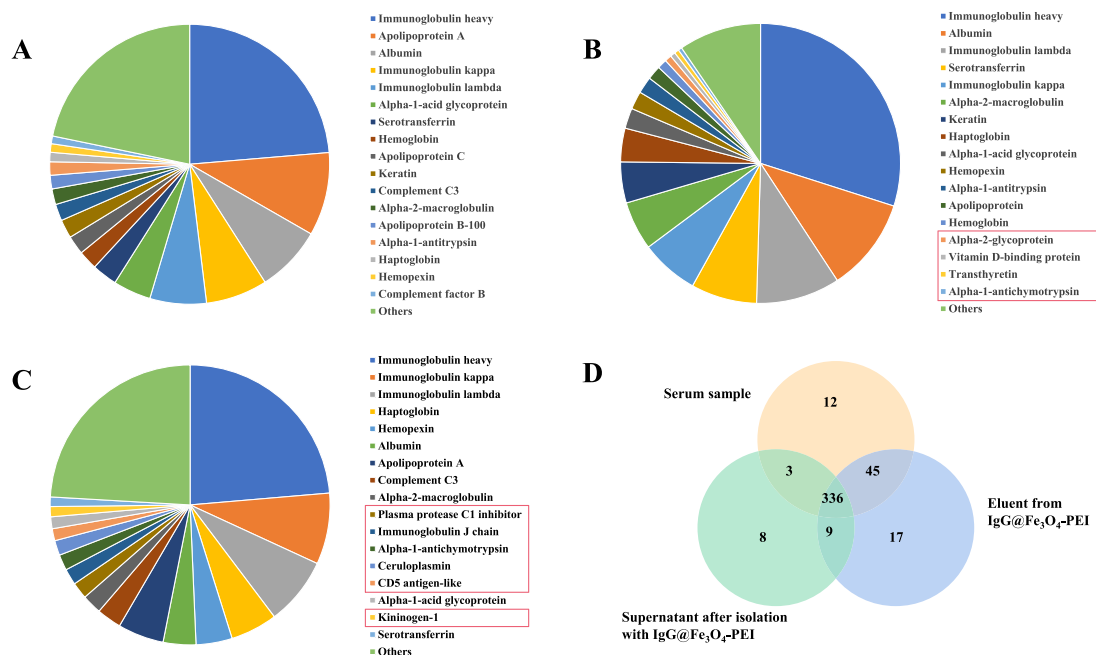 A
Immunoglobulin heavy
Apolipoprotein A
Albumin
Immunoglobulin kappa
Immunoglobulin lambda
Alpha-1-acid glycoprotein
Serotransferrin
Hemoglobin
Apolipoprotein C
Keratin
Complement C3
Alpha-2-macroglobulin
Apolipoprotein B-100
Alpha-1-antitrypsin
Haptoglobin
Hemopexin
Complement factor B
Others
B
Immunoglobulin heavy
Albumin
Immunoglobulin lambda
Serotransferrin
Immunoglobulin kappa
Alpha-2-macroglobulin
Keratin
Haptoglobin
Alpha-1-acid glycoprotein
Hemopexin
Alpha-1-antitrypsin
Apolipoprotein
Hemoglobin
Alpha-2-glycoprotein
Vitamin D-binding protein
Transthyretin
Alpha-1-antichymotrypsin
Others
C
Immunoglobulin heavy
Immunoglobulin kappa
Immunoglobulin lambda
Haptoglobin
Hemopexin
Albumin
Apolipoprotein A
Complement C3
Alpha-2-macroglobulin
Plasma protease C1 inhibitor
Immunoglobulin J chain
Alpha-1-antichymotrypsin
Ceruloplasmin
CD5 antigen-like
Alpha-1-acid glycoprotein
Kininogen-1
Serotransferrin
Others
D
Serum sample
12
3
45
336
8
9
17
Eluent from
IgG@Fe₃O₄-PEI
Supernatant after isolation
with IgG@Fe₃O₄-PEI